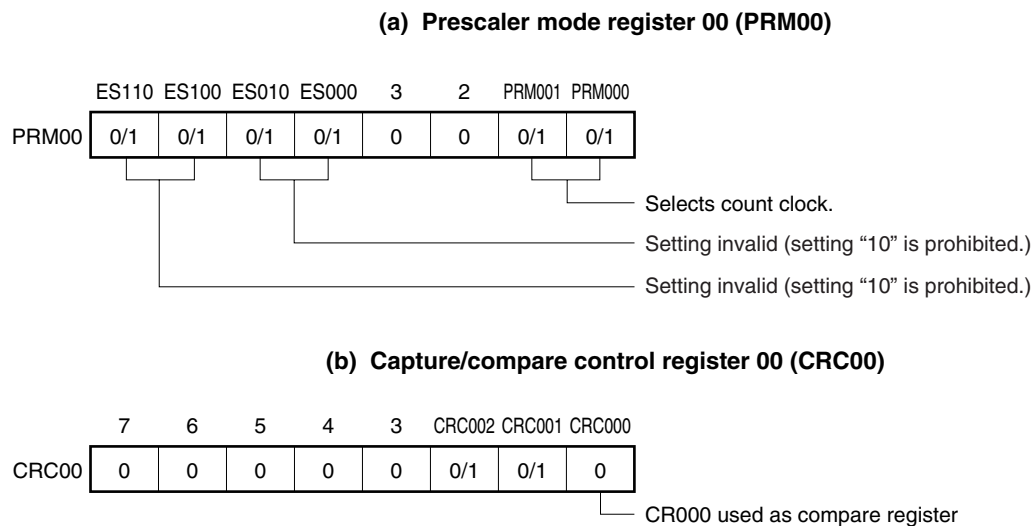 (a) Prescaler mode register 00 (PRM00)
ES110 ES100 ES010 ES000 3 2 PRM001 PRM000
PRM00 0/1 0/1 0/1 0/1 0 0 0/1 0/1
Selects count clock.
Setting invalid (setting “10” is prohibited.)
Setting invalid (setting “10” is prohibited.)
(b) Capture/compare control register 00 (CRC00)
7 6 5 4 3 CRC002 CRC001 CRC000
CRC00 0 0 0 0 0 0/1 0/1 0
CR000 used as compare register